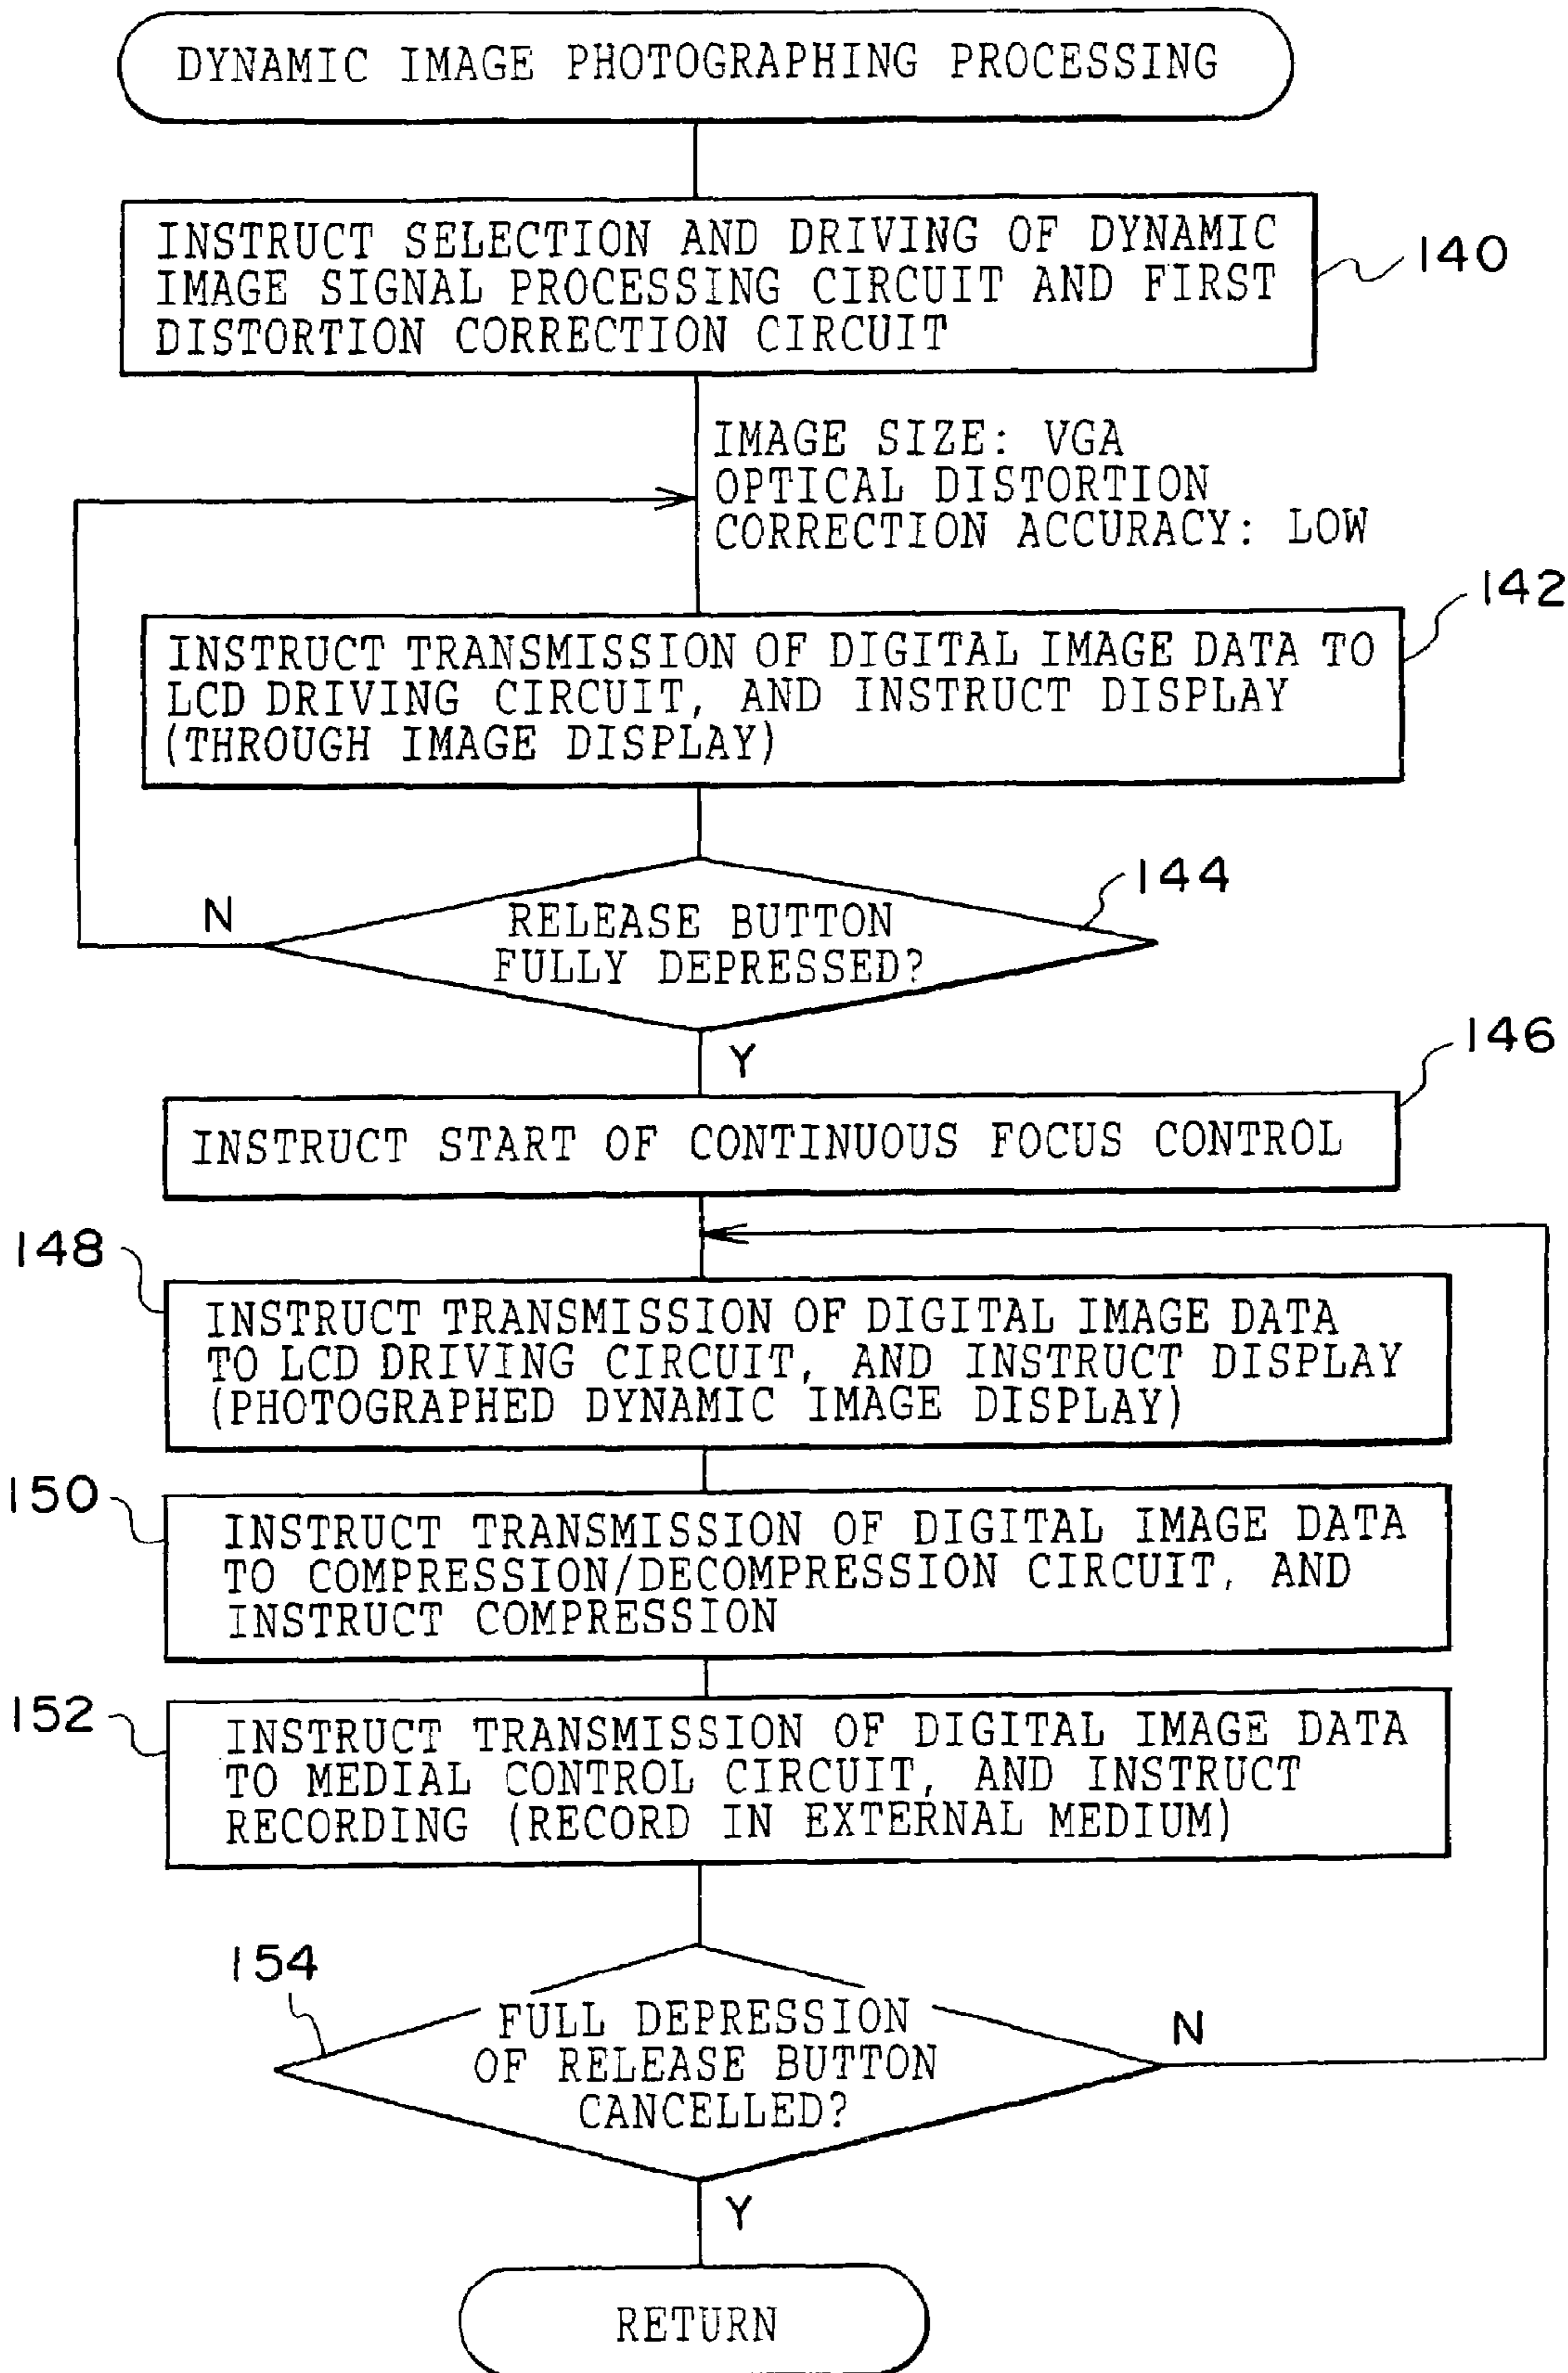 DYNAMIC IMAGE PHOTOGRAPHING PROCESSING
INSTRUCT SELECTION AND DRIVING OF DYNAMIC
IMAGE SIGNAL PROCESSING CIRCUIT AND FIRST
DISTORTION CORRECTION CIRCUIT
140
IMAGE SIZE: VGA
OPTICAL DISTORTION
CORRECTION ACCURACY: LOW
142
INSTRUCT TRANSMISSION OF DIGITAL IMAGE DATA TO
LCD DRIVING CIRCUIT, AND INSTRUCT DISPLAY
(THROUGH IMAGE DISPLAY)
144
N
RELEASE BUTTON
FULLY DEPRESSED?
Y
146
INSTRUCT START OF CONTINUOUS FOCUS CONTROL
148
INSTRUCT TRANSMISSION OF DIGITAL IMAGE DATA
TO LCD DRIVING CIRCUIT, AND INSTRUCT DISPLAY
(PHOTOGRAPHED DYNAMIC IMAGE DISPLAY)
150
INSTRUCT TRANSMISSION OF DIGITAL IMAGE DATA
TO COMPRESSION/DECOMPRESSION CIRCUIT, AND
INSTRUCT COMPRESSION
152
INSTRUCT TRANSMISSION OF DIGITAL IMAGE DATA
TO MEDIAL CONTROL CIRCUIT, AND INSTRUCT
RECORDING (RECORD IN EXTERNAL MEDIUM)
154
FULL DEPRESSION
OF RELEASE BUTTON
CANCELLED?
N
Y
RETURN